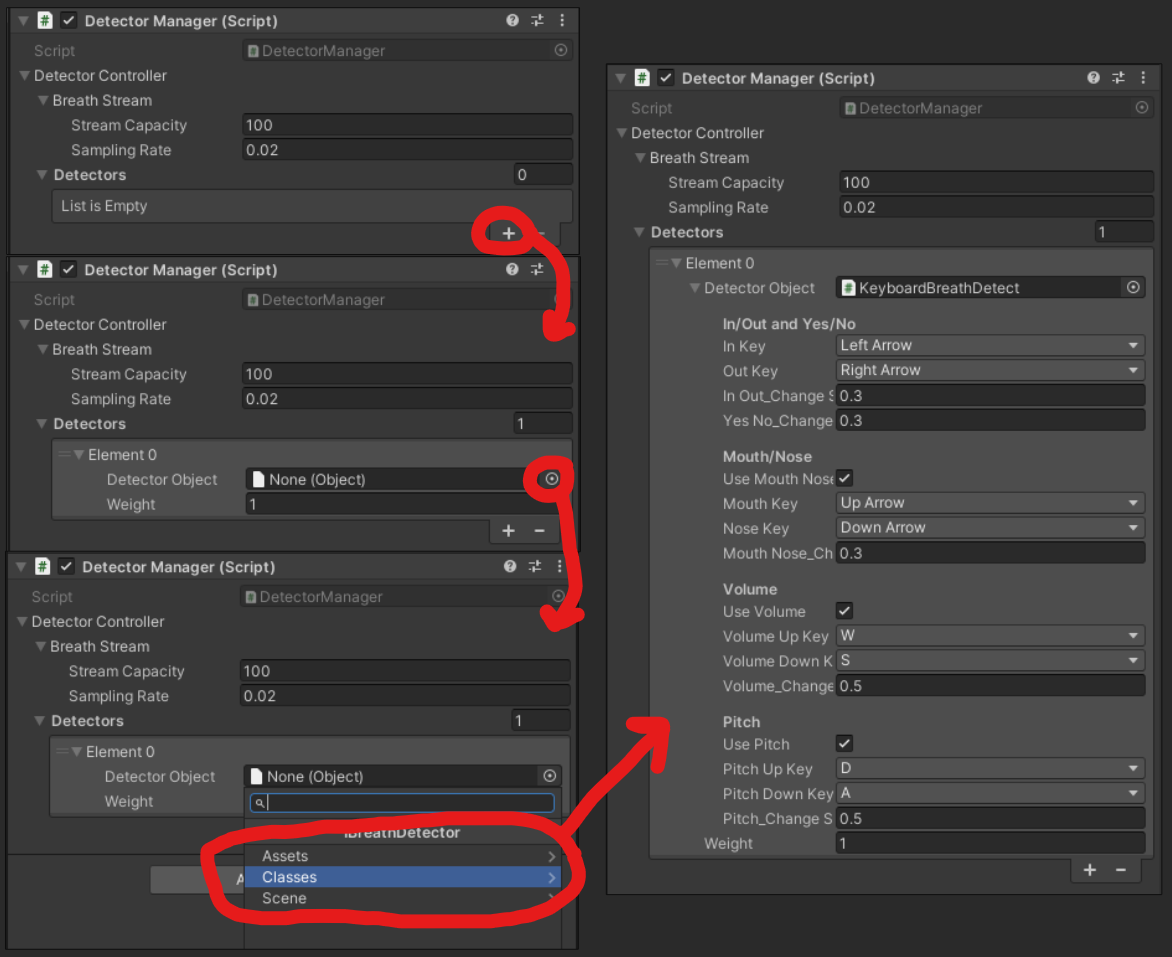 Detector Manager (Script)
Script DetectorManager
Detector Controller
Breath Stream
Stream Capacity 100
Sampling Rate 0.02
Detectors 0
List is Empty
+ −
Detector Manager (Script)
Script DetectorManager
Detector Controller
Breath Stream
Stream Capacity 100
Sampling Rate 0.02
Detectors 1
Element 0
Detector Object None (Object)
Weight 1
+ −
Detector Manager (Script)
Script DetectorManager
Detector Controller
Breath Stream
Stream Capacity 100
Sampling Rate 0.02
Detectors 1
Element 0
Detector Object None (Object)
Weight
IBreathDetector
Assets
Classes
Scene
Detector Manager (Script)
Script DetectorManager
Detector Controller
Breath Stream
Stream Capacity 100
Sampling Rate 0.02
Detectors 1
Element 0
Detector Object KeyboardBreathDetect
In/Out and Yes/No
In Key Left Arrow
Out Key Right Arrow
In Out_Change S 0.3
Yes No_Change 0.3
Mouth/Nose
Use Mouth Nose
Mouth Key Up Arrow
Nose Key Down Arrow
Mouth Nose_Ch 0.3
Volume
Use Volume
Volume Up Key W
Volume Down K S
Volume_Change 0.5
Pitch
Use Pitch
Pitch Up Key D
Pitch Down Key A
Pitch_Change S 0.5
Weight 1
+ −